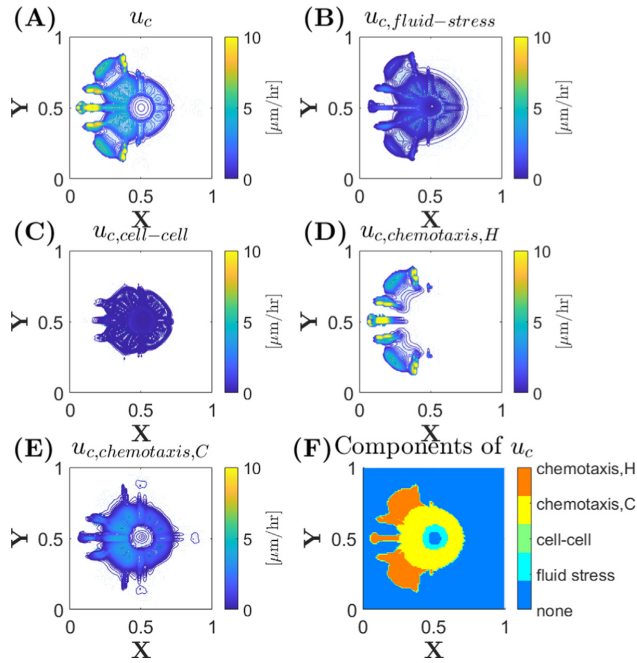 (A) u_c
(B) u_{c,fluid-stress}
Y
1
0.5
0
0 0.5 1
X
10
5
0
[μm/hr]
Y
1
0.5
0
0 0.5 1
X
10
5
0
[μm/hr]
(C) u_{c,cell-cell}
(D) u_{c,chemotaxis,H}
Y
1
0.5
0
0 0.5 1
X
10
5
0
[μm/hr]
Y
1
0.5
0
0 0.5 1
X
10
5
0
[μm/hr]
(E) u_{c,chemotaxis,C}
(F) Components of u_c
Y
1
0.5
0
0 0.5 1
X
10
5
0
[μm/hr]
Y
1
0.5
0
0 0.5 1
X
chemotaxis,H
chemotaxis,C
cell-cell
fluid stress
none